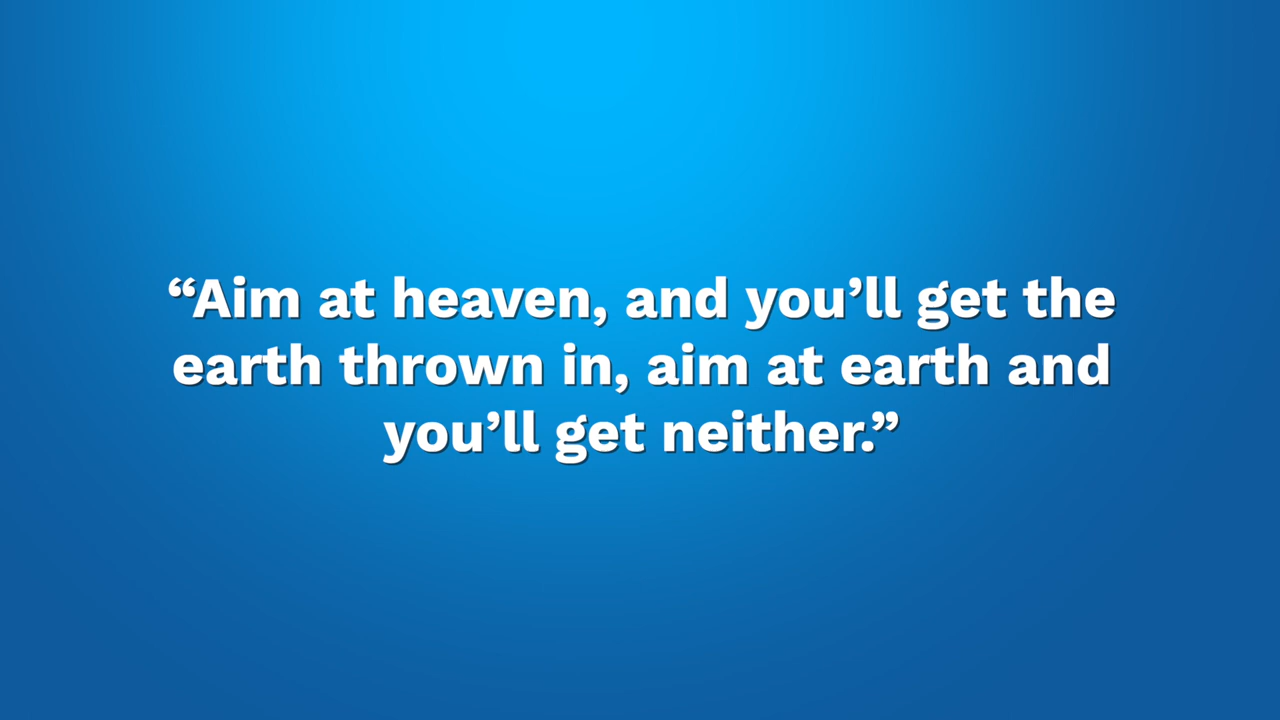 “Aim at heaven, and you’ll get the
earth thrown in, aim at earth and
you’ll get neither.”